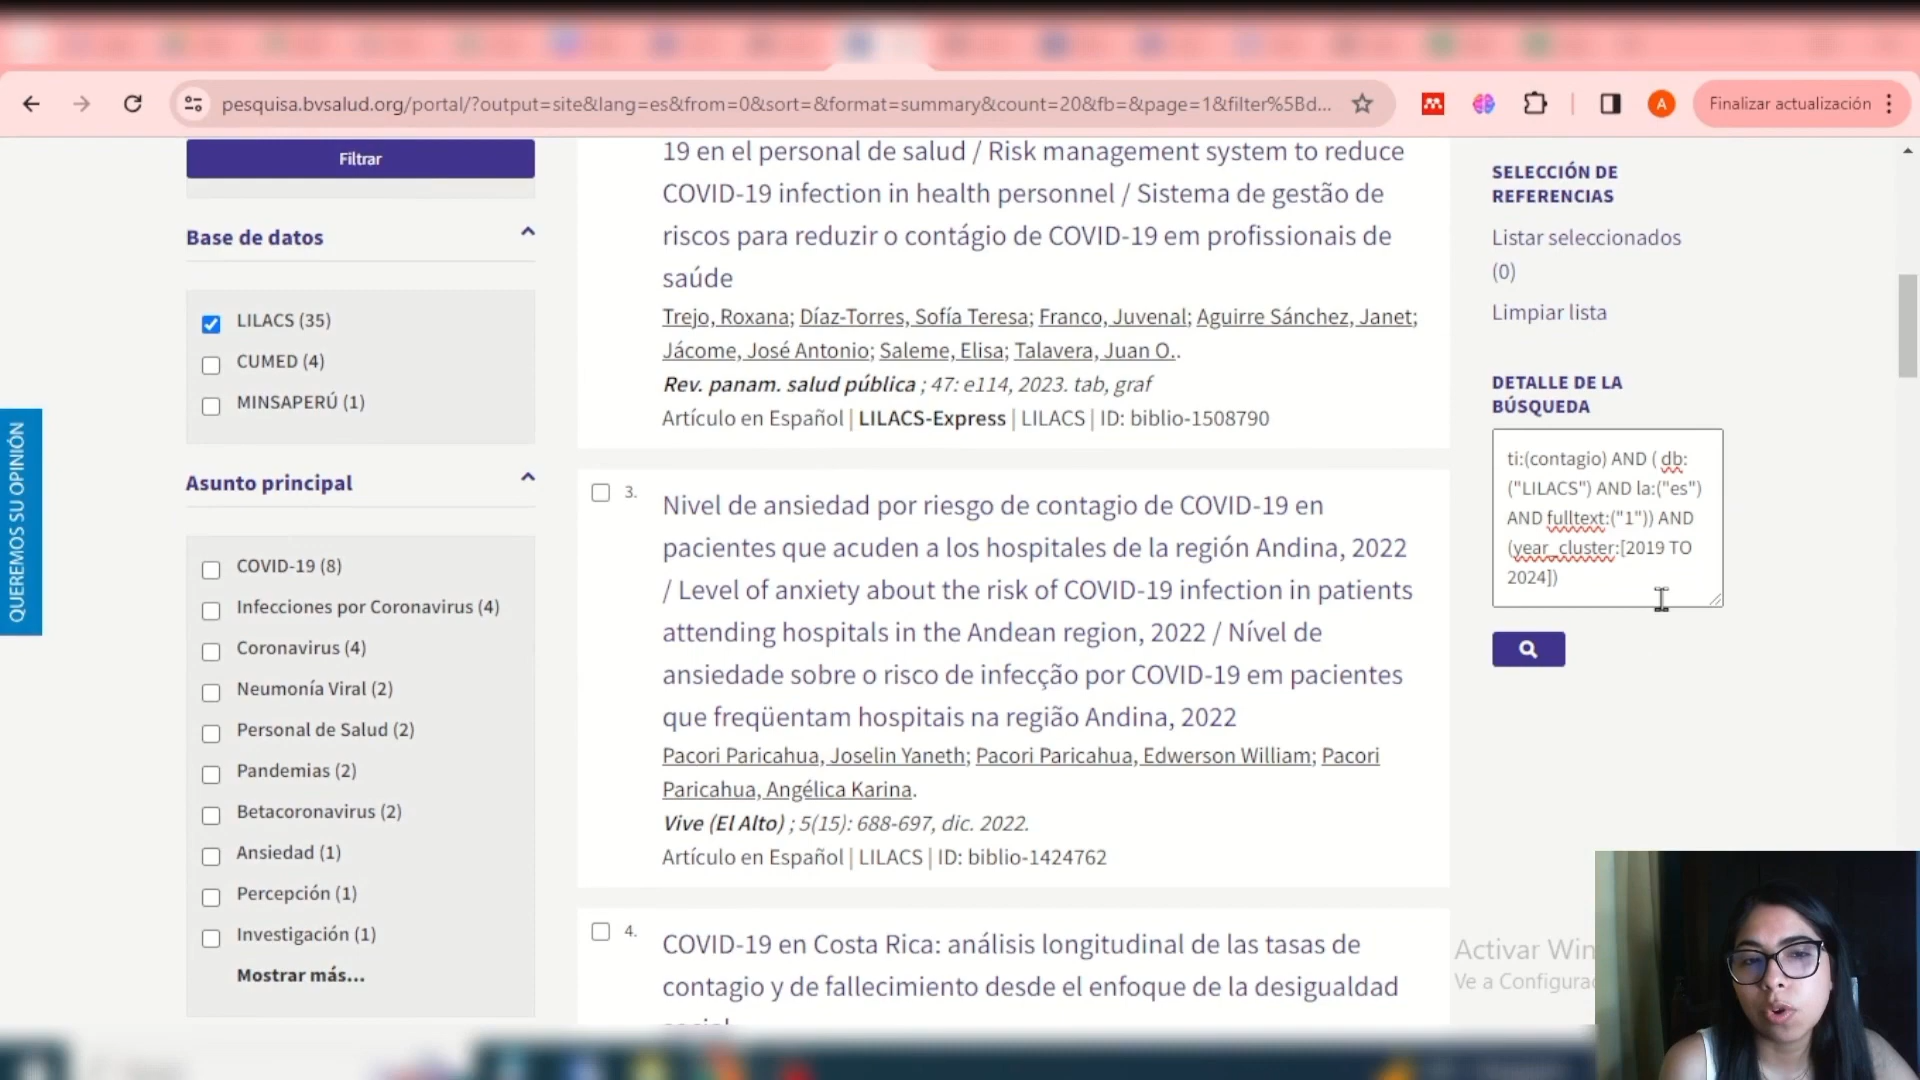 pesquisa.bvsalud.org/portal/?output=site&lang=es&from=0&sort=&format=summary&count=20&fb=&page=1&filter%5Bd...
A
Finalizar actualización
QUEREMOS SU OPINIÓN
Filtrar
Base de datos
LILACS (35)
CUMED (4)
MINSAPERÚ (1)
Asunto principal
COVID-19 (8)
Infecciones por Coronavirus (4)
Coronavirus (4)
Neumonía Viral (2)
Personal de Salud (2)
Pandemias (2)
Betacoronavirus (2)
Ansiedad (1)
Percepción (1)
Investigación (1)
Mostrar más...
19 en el personal de salud / Risk management system to reduce
COVID-19 infection in health personnel / Sistema de gestão de
riscos para reduzir o contágio de COVID-19 em profissionais de
saúde
Trejo, Roxana; Díaz-Torres, Sofía Teresa; Franco, Juvenal; Aguirre Sánchez, Janet;
Jácome, José Antonio; Saleme, Elisa; Talavera, Juan O..
Rev. panam. salud pública ; 47: e114, 2023. tab, graf
Artículo en Español | LILACS-Express | LILACS | ID: biblio-1508790
3.
Nivel de ansiedad por riesgo de contagio de COVID-19 en
pacientes que acuden a los hospitales de la región Andina, 2022
/ Level of anxiety about the risk of COVID-19 infection in patients
attending hospitals in the Andean region, 2022 / Nível de
ansiedade sobre o risco de infecção por COVID-19 em pacientes
que freqüentam hospitais na região Andina, 2022
Pacori Paricahua, Joselin Yaneth; Pacori Paricahua, Edwerson William; Pacori
Paricahua, Angélica Karina.
Vive (El Alto) ; 5(15): 688-697, dic. 2022.
Artículo en Español | LILACS | ID: biblio-1424762
4.
COVID-19 en Costa Rica: análisis longitudinal de las tasas de
contagio y de fallecimiento desde el enfoque de la desigualdad
SELECCIÓN DE
REFERENCIAS
Listar seleccionados
(0)
Limpiar lista
DETALLE DE LA
BÚSQUEDA
ti:(contagio) AND ( db:
("LILACS") AND la:("es")
AND fulltext:("1")) AND
(year_cluster:[2019 TO
2024])
Activar Win
Ve a Configurac